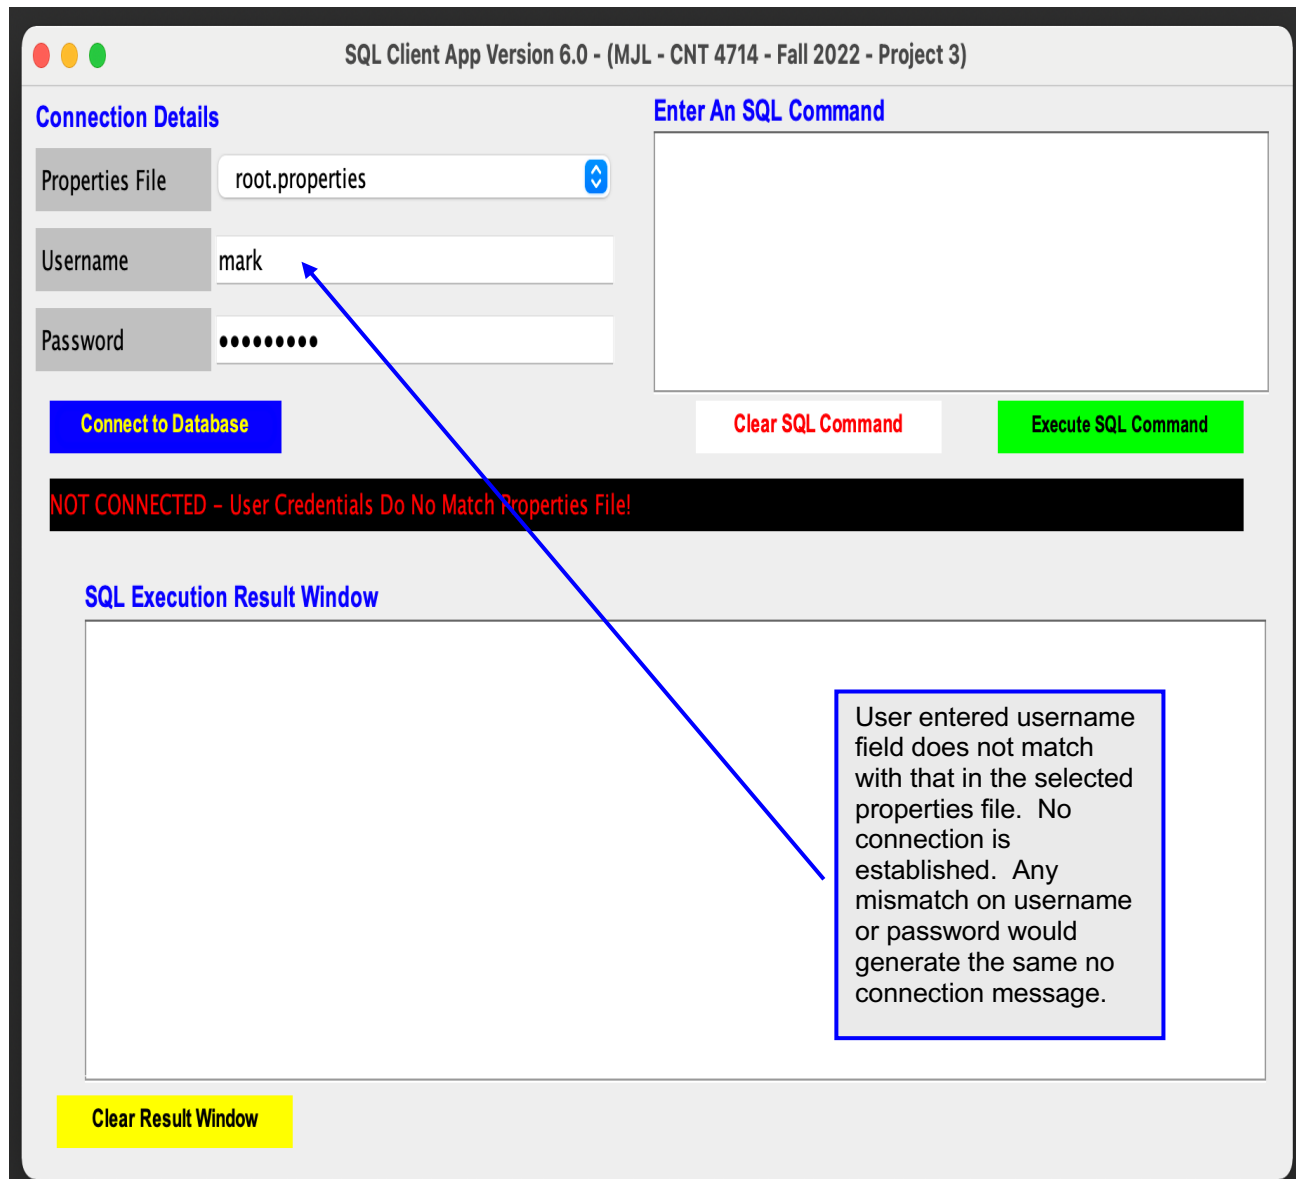 SQL Client App Version 6.0 - (MJL - CNT 4714 - Fall 2022 - Project 3)
Connection Details
Properties File
root.properties
Username
mark
Password
•••••••••
Connect to Database
Enter An SQL Command
Clear SQL Command
Execute SQL Command
NOT CONNECTED – User Credentials Do No Match Properties File!
SQL Execution Result Window
User entered username
field does not match
with that in the selected
properties file.  No
connection is
established.  Any
mismatch on username
or password would
generate the same no
connection message.
Clear Result Window